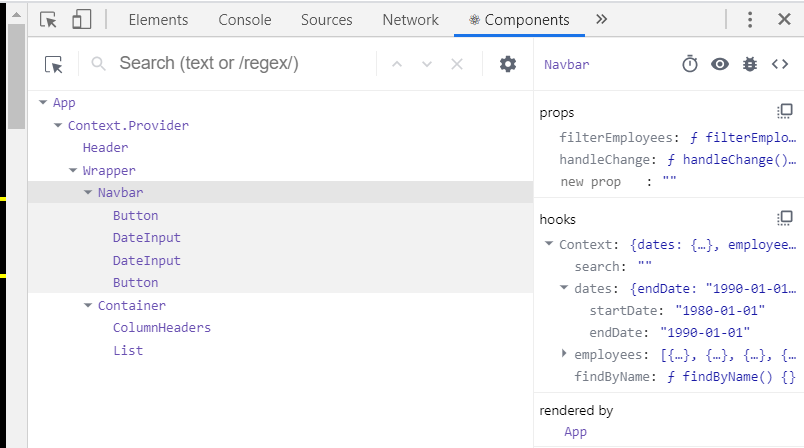 Elements Console Sources Network Components »
Search (text or /regex/)
App
Context.Provider
Header
Wrapper
Navbar
Button
DateInput
DateInput
Button
Container
ColumnHeaders
List
Navbar
props
filterEmployees: ƒ filterEmplo…
handleChange: ƒ handleChange()…
new prop : ""
hooks
Context: {dates: {…}, employee…
search: ""
dates: {endDate: "1990-01-01…
startDate: "1980-01-01"
endDate: "1990-01-01"
employees: [{…}, {…}, {…}, {…
findByName: ƒ findByName() {}
rendered by
App